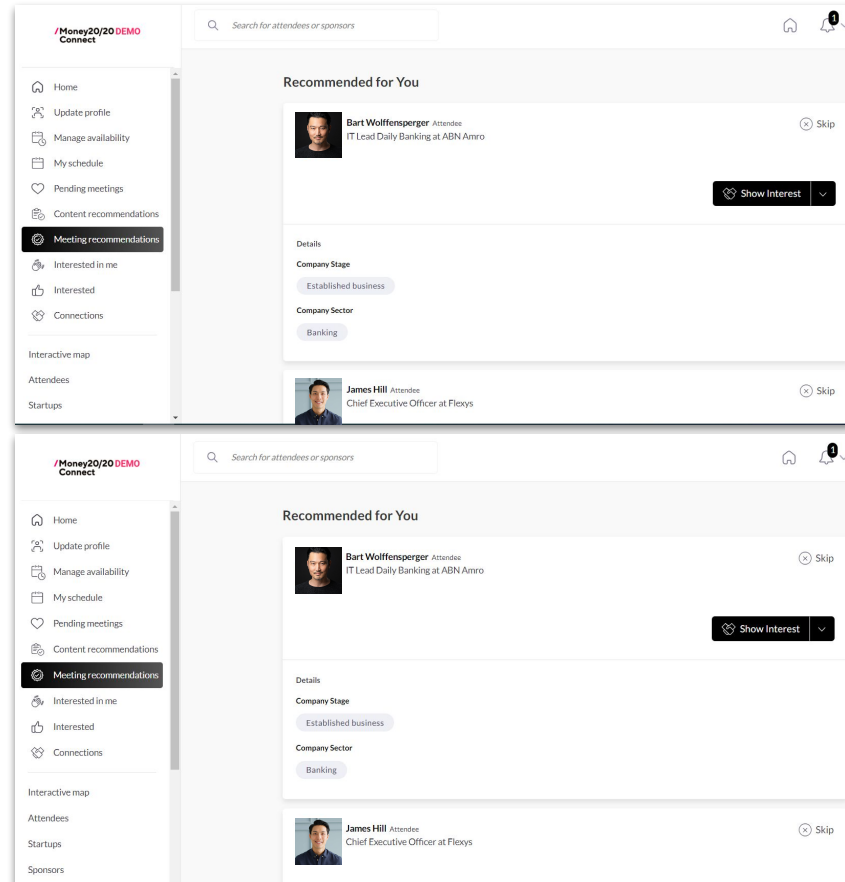 /Money20/20 DEMO
Connect
Search for attendees or sponsors
1
Home
Update profile
Manage availability
My schedule
Pending meetings
Content recommendations
Meeting recommendations
Interested in me
Interested
Connections
Interactive map
Attendees
Startups
Recommended for You
Bart Wolffensperger Attendee
IT Lead Daily Banking at ABN Amro
Skip
Show Interest
Details
Company Stage
Established business
Company Sector
Banking
James Hill Attendee
Chief Executive Officer at Flexys
Skip
/Money20/20 DEMO
Connect
Search for attendees or sponsors
1
Home
Update profile
Manage availability
My schedule
Pending meetings
Content recommendations
Meeting recommendations
Interested in me
Interested
Connections
Interactive map
Attendees
Startups
Sponsors
Recommended for You
Bart Wolffensperger Attendee
IT Lead Daily Banking at ABN Amro
Skip
Show Interest
Details
Company Stage
Established business
Company Sector
Banking
James Hill Attendee
Chief Executive Officer at Flexys
Skip